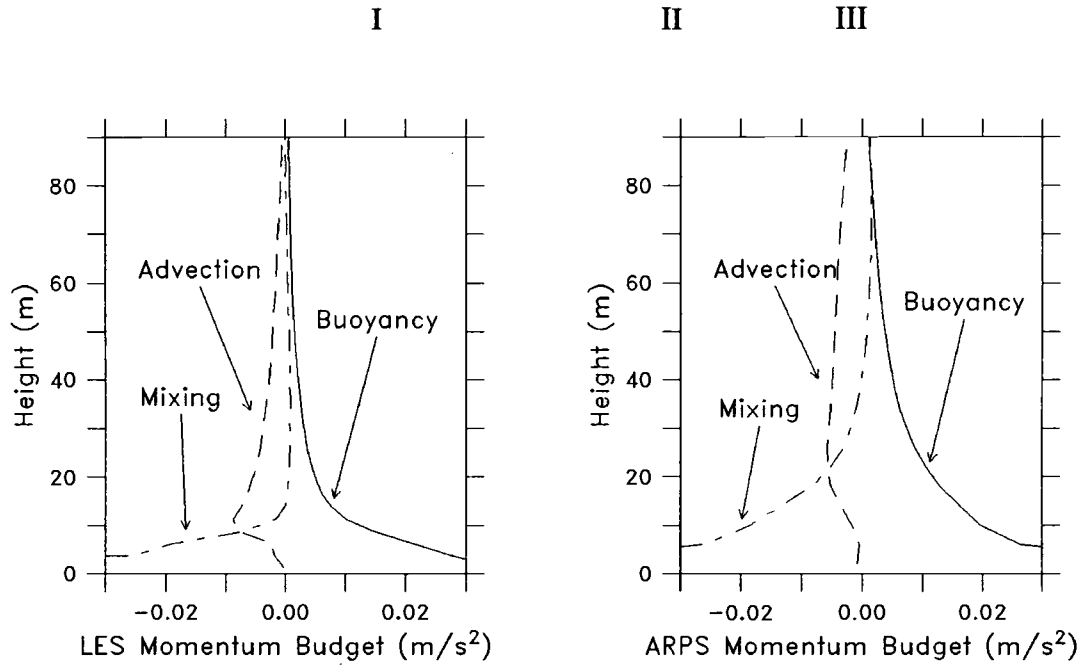 I II III
80
60
40
20
0
Height (m)
Advection
Mixing
Buoyancy
-0.02 0.00 0.02
LES Momentum Budget (m/s²)
80
60
40
20
0
Height (m)
Advection
Mixing
Buoyancy
-0.02 0.00 0.02
ARPS Momentum Budget (m/s²)